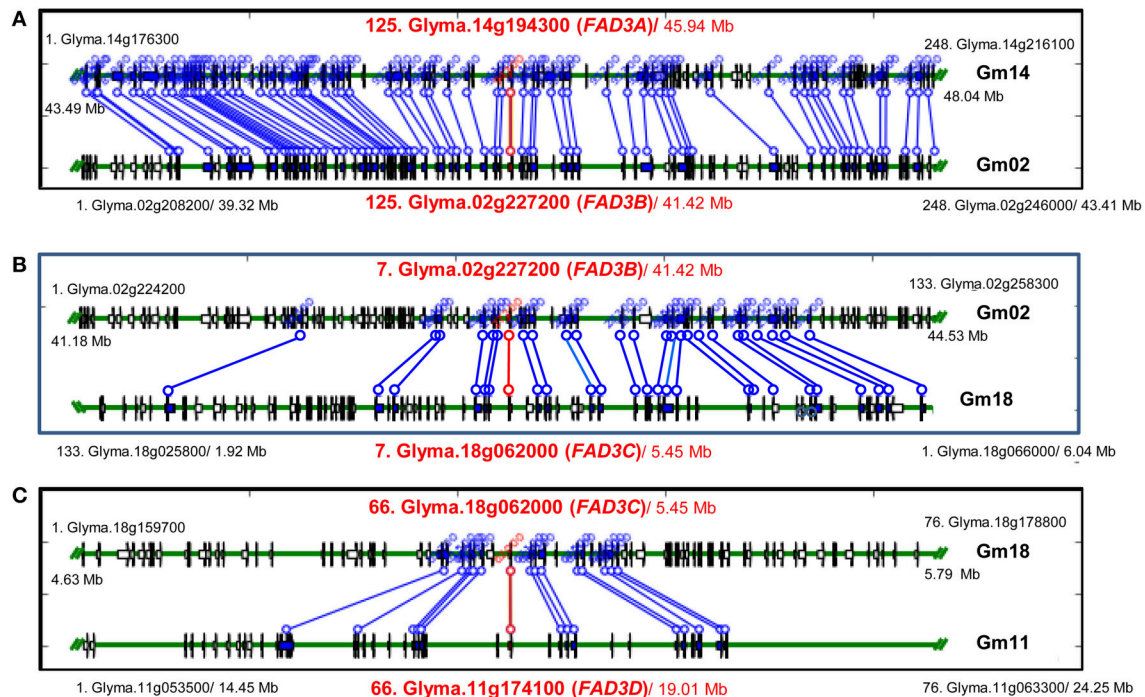 A
125. Glyma.14g194300 (FAD3A)/ 45.94 Mb
1. Glyma.14g176300
248. Glyma.14g216100
Gm14
43.49 Mb
48.04 Mb
Gm02
1. Glyma.02g208200/ 39.32 Mb
125. Glyma.02g227200 (FAD3B)/ 41.42 Mb
248. Glyma.02g246000/ 43.41 Mb
B
7. Glyma.02g227200 (FAD3B)/ 41.42 Mb
1. Glyma.02g224200
133. Glyma.02g258300
Gm02
41.18 Mb
44.53 Mb
Gm18
133. Glyma.18g025800/ 1.92 Mb
7. Glyma.18g062000 (FAD3C)/ 5.45 Mb
1. Glyma.18g066000/ 6.04 Mb
C
66. Glyma.18g062000 (FAD3C)/ 5.45 Mb
1. Glyma.18g159700
76. Glyma.18g178800
Gm18
4.63 Mb
5.79 Mb
Gm11
1. Glyma.11g053500/ 14.45 Mb
66. Glyma.11g174100 (FAD3D)/ 19.01 Mb
76. Glyma.11g063300/ 24.25 Mb